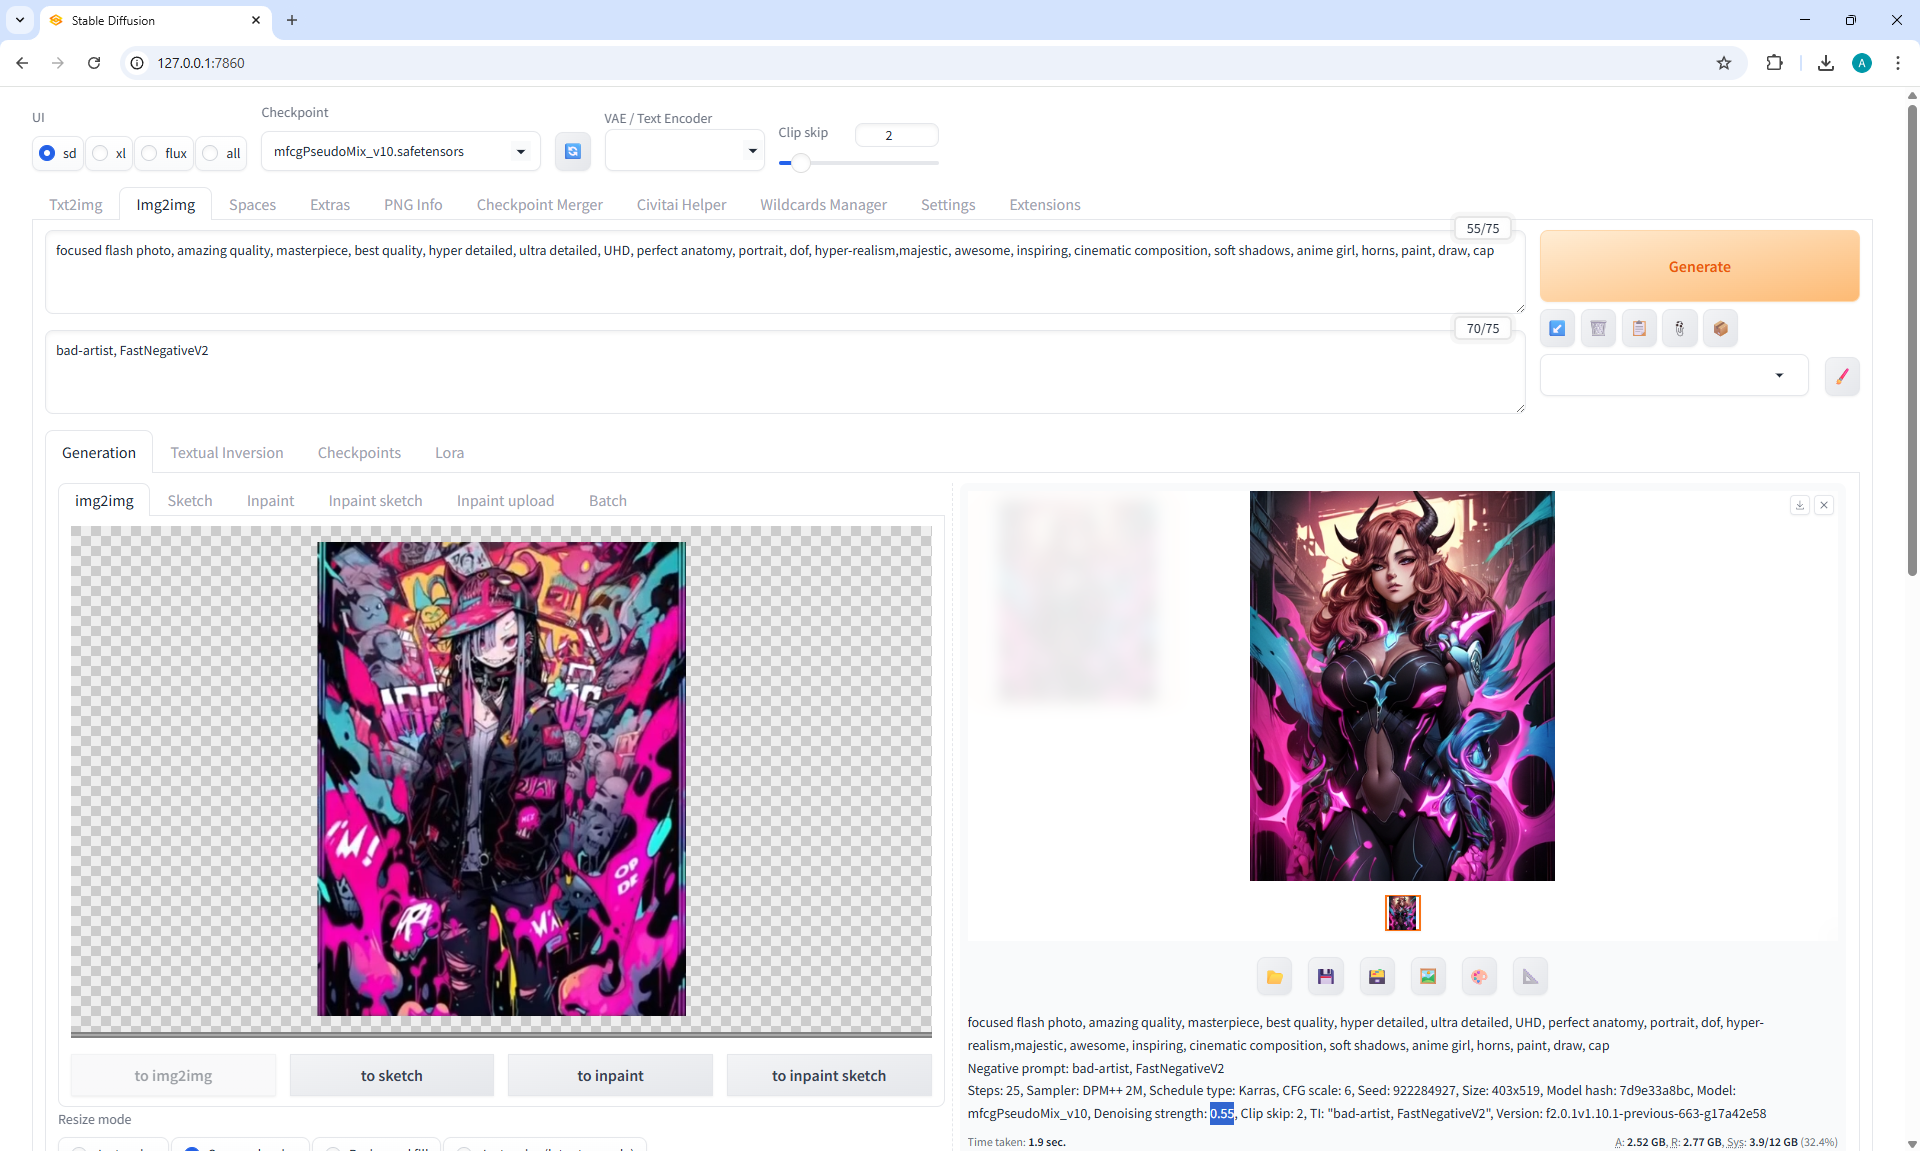 Stable Diffusion
127.0.0.1:7860
A
UI
sd
xl
flux
all
Checkpoint
mfcgPseudoMix_v10.safetensors
VAE / Text Encoder
Clip skip
2
Txt2img
Img2img
Spaces
Extras
PNG Info
Checkpoint Merger
Civitai Helper
Wildcards Manager
Settings
Extensions
55/75
focused flash photo, amazing quality, masterpiece, best quality, hyper detailed, ultra detailed, UHD, perfect anatomy, portrait, dof, hyper-realism,majestic, awesome, inspiring, cinematic composition, soft shadows, anime girl, horns, paint, draw, cap
Generate
70/75
bad-artist, FastNegativeV2
Generation
Textual Inversion
Checkpoints
Lora
img2img
Sketch
Inpaint
Inpaint sketch
Inpaint upload
Batch
I'M!
OP
DR
to img2img
to sketch
to inpaint
to inpaint sketch
Resize mode
focused flash photo, amazing quality, masterpiece, best quality, hyper detailed, ultra detailed, UHD, perfect anatomy, portrait, dof, hyper-
realism,majestic, awesome, inspiring, cinematic composition, soft shadows, anime girl, horns, paint, draw, cap
Negative prompt: bad-artist, FastNegativeV2
Steps: 25, Sampler: DPM++ 2M, Schedule type: Karras, CFG scale: 6, Seed: 922284927, Size: 403x519, Model hash: 7d9e33a8bc, Model:
mfcgPseudoMix_v10, Denoising strength: 0.55, Clip skip: 2, TI: "bad-artist, FastNegativeV2", Version: f2.0.1v1.10.1-previous-663-g17a42e58
Time taken: 1.9 sec.
A: 2.52 GB, R: 2.77 GB, Sys: 3.9/12 GB (32.4%)